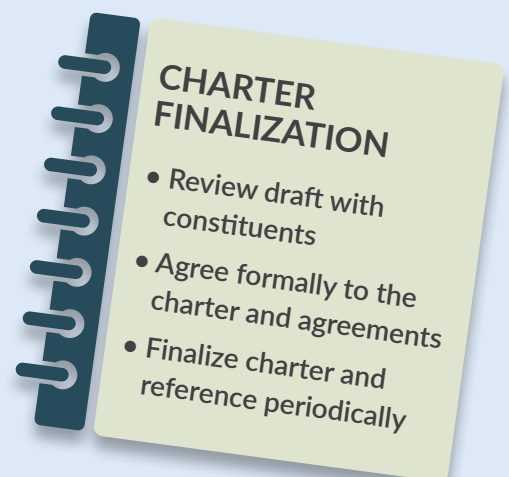 CHARTER
FINALIZATION
• Review draft with
constituents
• Agree formally to the
charter and agreements
• Finalize charter and
reference periodically